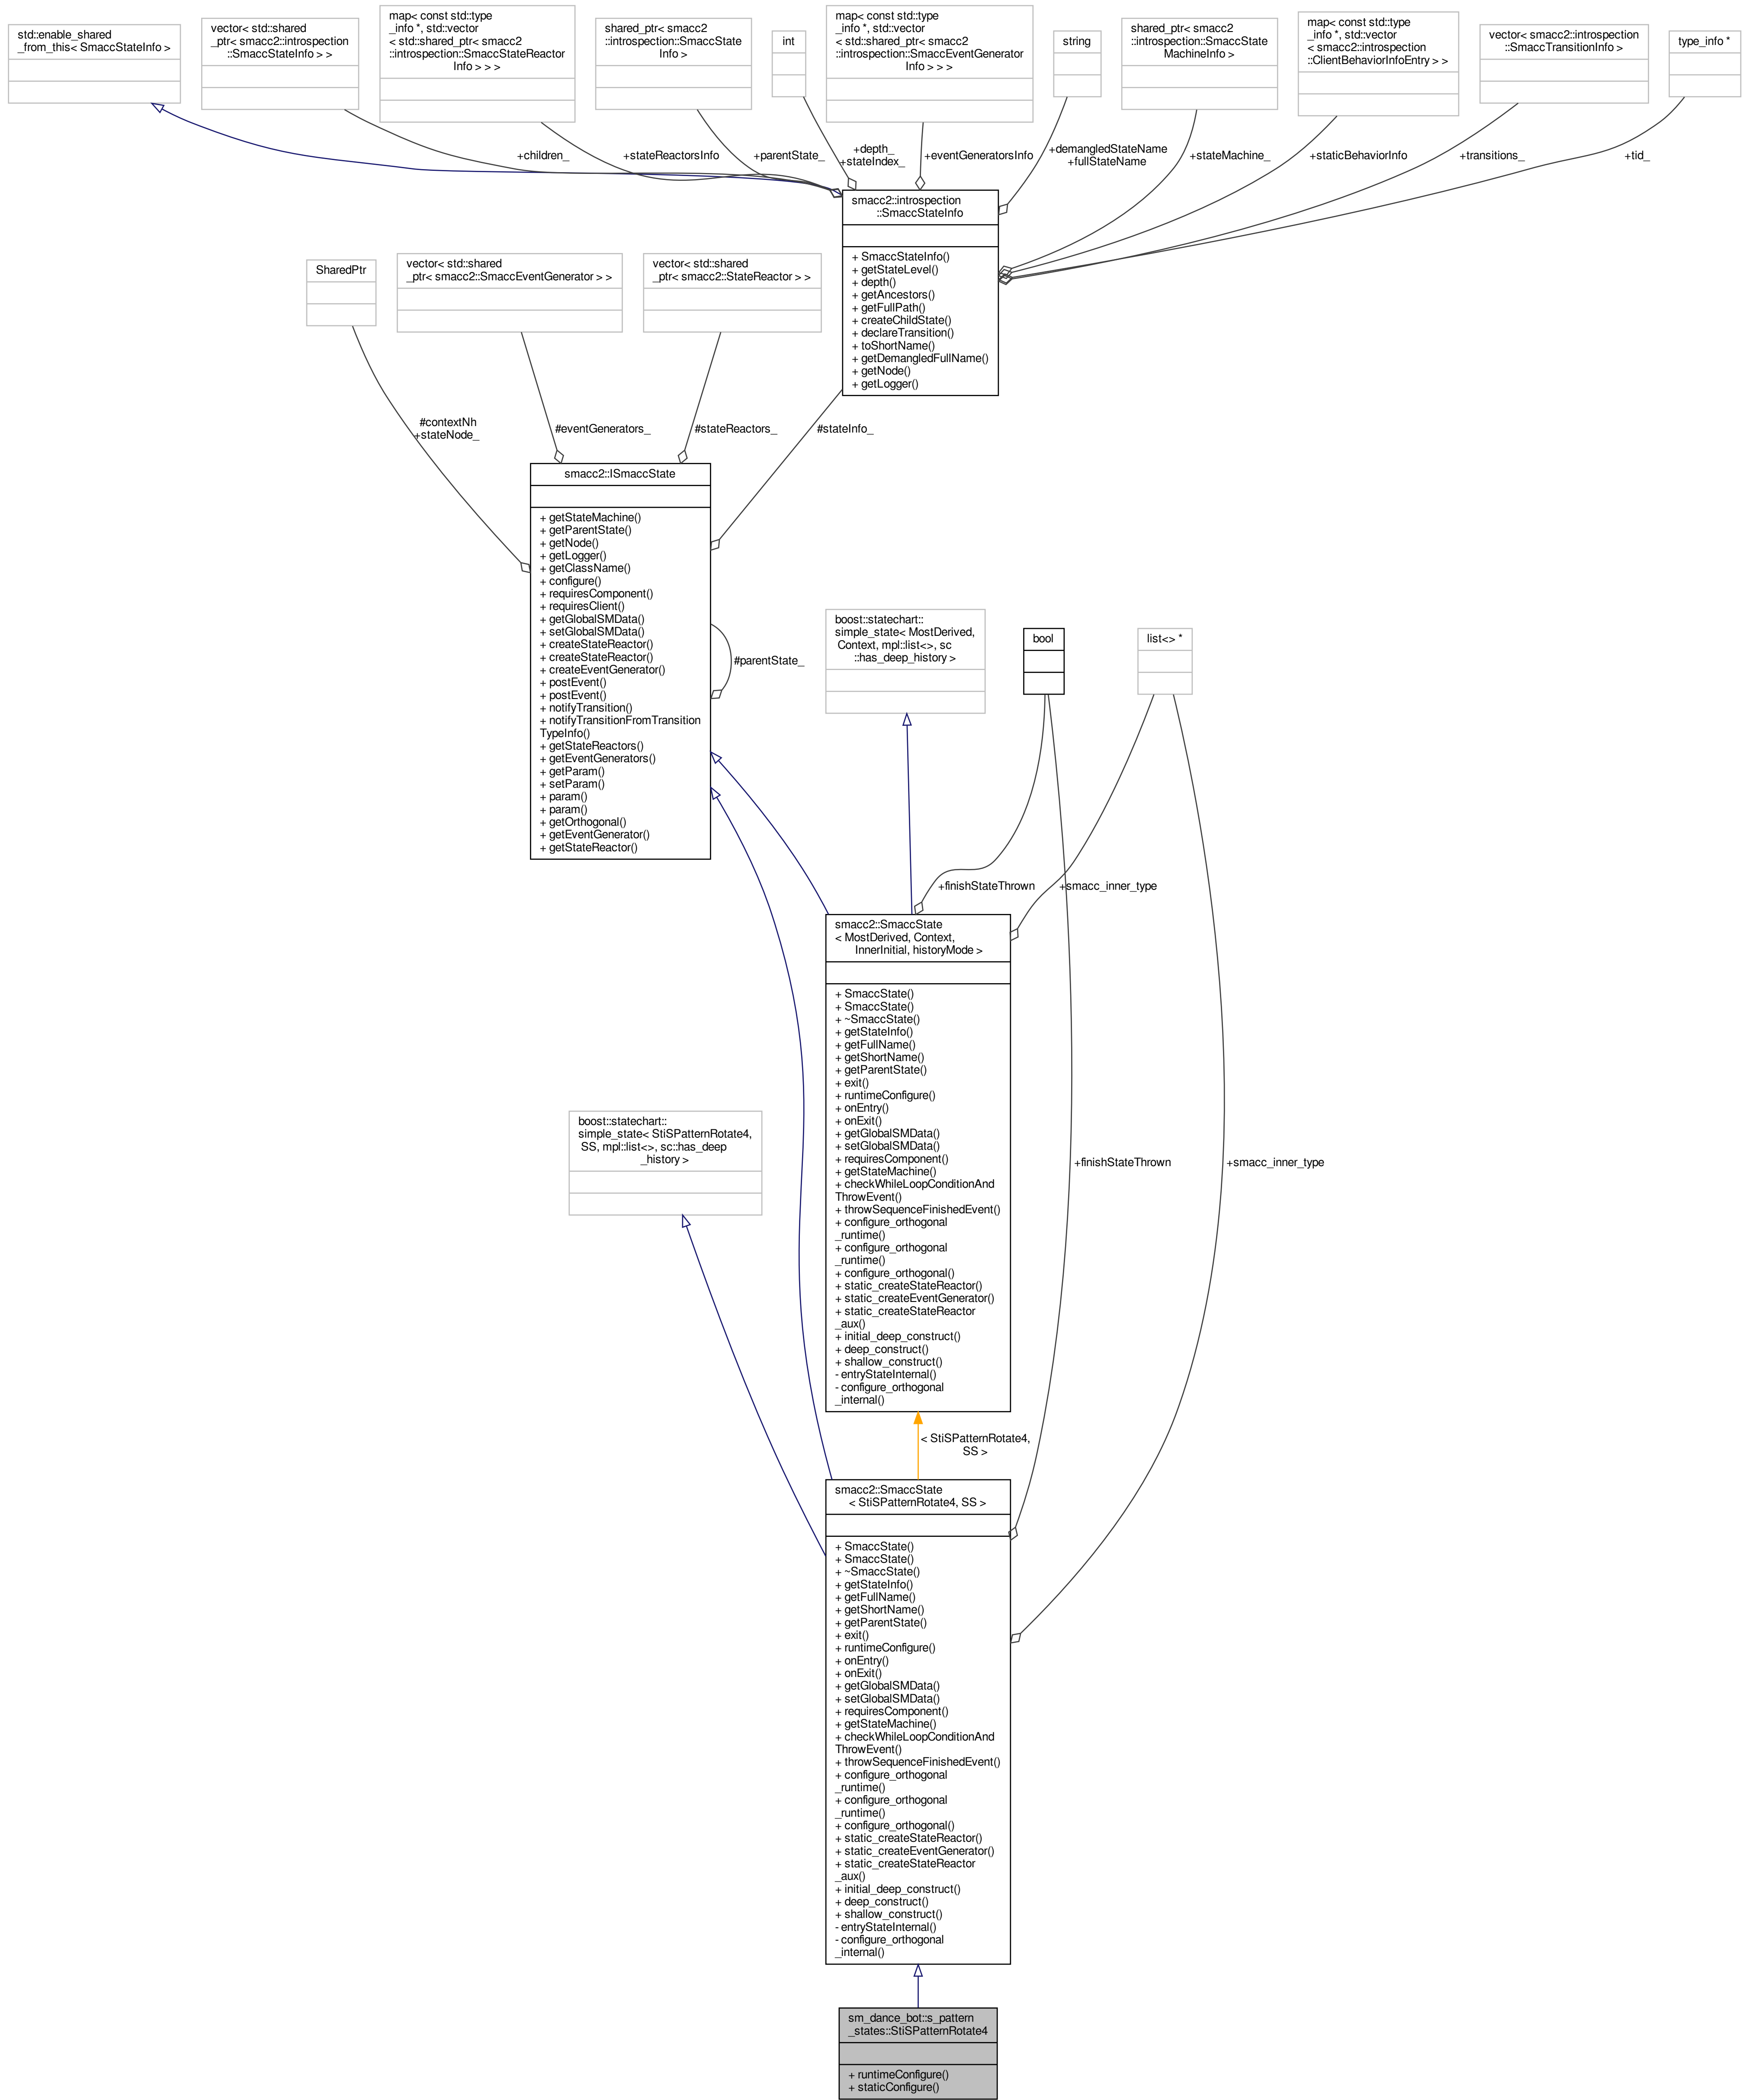 std::enable_shared
_from_this< SmaccStateInfo >
vector< std::shared
_ptr< smacc2::introspection
::SmaccStateInfo > >
map< const std::type
_info *, std::vector
< std::shared_ptr< smacc2
::introspection::SmaccStateReactor
Info > > >
shared_ptr< smacc2
::introspection::SmaccState
Info >
int
map< const std::type
_info *, std::vector
< std::shared_ptr< smacc2
::introspection::SmaccEventGenerator
Info > > >
string
shared_ptr< smacc2
::introspection::SmaccState
MachineInfo >
map< const std::type
_info *, std::vector
< smacc2::introspection
::ClientBehaviorInfoEntry > >
vector< smacc2::introspection
::SmaccTransitionInfo >
type_info *
+children_
+stateReactorsInfo
+parentState_
+depth_
+stateIndex_
+eventGeneratorsInfo
+demangledStateName
+fullStateName
+stateMachine_
+staticBehaviorInfo
+transitions_
+tid_
smacc2::introspection
::SmaccStateInfo
+ SmaccStateInfo()
+ getStateLevel()
+ depth()
+ getAncestors()
+ getFullPath()
+ createChildState()
+ declareTransition()
+ toShortName()
+ getDemangledFullName()
+ getNode()
+ getLogger()
SharedPtr
vector< std::shared
_ptr< smacc2::SmaccEventGenerator > >
vector< std::shared
_ptr< smacc2::StateReactor > >
#contextNh
+stateNode_
#eventGenerators_
#stateReactors_
#stateInfo_
smacc2::ISmaccState
+ getStateMachine()
+ getParentState()
+ getNode()
+ getLogger()
+ getClassName()
+ configure()
+ requiresComponent()
+ requiresClient()
+ getGlobalSMData()
+ setGlobalSMData()
+ createStateReactor()
+ createStateReactor()
+ createEventGenerator()
+ postEvent()
+ postEvent()
+ notifyTransition()
+ notifyTransitionFromTransition
TypeInfo()
+ getStateReactors()
+ getEventGenerators()
+ getParam()
+ setParam()
+ param()
+ param()
+ getOrthogonal()
+ getEventGenerator()
+ getStateReactor()
#parentState_
boost::statechart::
simple_state< MostDerived,
Context, mpl::list<>, sc
::has_deep_history >
bool
list<> *
+finishStateThrown
+smacc_inner_type
smacc2::SmaccState
< MostDerived, Context,
InnerInitial, historyMode >
+ SmaccState()
+ SmaccState()
+ ~SmaccState()
+ getStateInfo()
+ getFullName()
+ getShortName()
+ getParentState()
+ exit()
+ runtimeConfigure()
+ onEntry()
+ onExit()
+ getGlobalSMData()
+ setGlobalSMData()
+ requiresComponent()
+ getStateMachine()
+ checkWhileLoopConditionAnd
ThrowEvent()
+ throwSequenceFinishedEvent()
+ configure_orthogonal
_runtime()
+ configure_orthogonal
_runtime()
+ configure_orthogonal()
+ static_createStateReactor()
+ static_createEventGenerator()
+ static_createStateReactor
_aux()
+ initial_deep_construct()
+ deep_construct()
+ shallow_construct()
- entryStateInternal()
- configure_orthogonal
_internal()
boost::statechart::
simple_state< StiSPatternRotate4,
SS, mpl::list<>, sc::has_deep
_history >
+finishStateThrown
+smacc_inner_type
< StiSPatternRotate4,
SS >
smacc2::SmaccState
< StiSPatternRotate4, SS >
+ SmaccState()
+ SmaccState()
+ ~SmaccState()
+ getStateInfo()
+ getFullName()
+ getShortName()
+ getParentState()
+ exit()
+ runtimeConfigure()
+ onEntry()
+ onExit()
+ getGlobalSMData()
+ setGlobalSMData()
+ requiresComponent()
+ getStateMachine()
+ checkWhileLoopConditionAnd
ThrowEvent()
+ throwSequenceFinishedEvent()
+ configure_orthogonal
_runtime()
+ configure_orthogonal
_runtime()
+ configure_orthogonal()
+ static_createStateReactor()
+ static_createEventGenerator()
+ static_createStateReactor
_aux()
+ initial_deep_construct()
+ deep_construct()
+ shallow_construct()
- entryStateInternal()
- configure_orthogonal
_internal()
sm_dance_bot::s_pattern
_states::StiSPatternRotate4
+ runtimeConfigure()
+ staticConfigure()